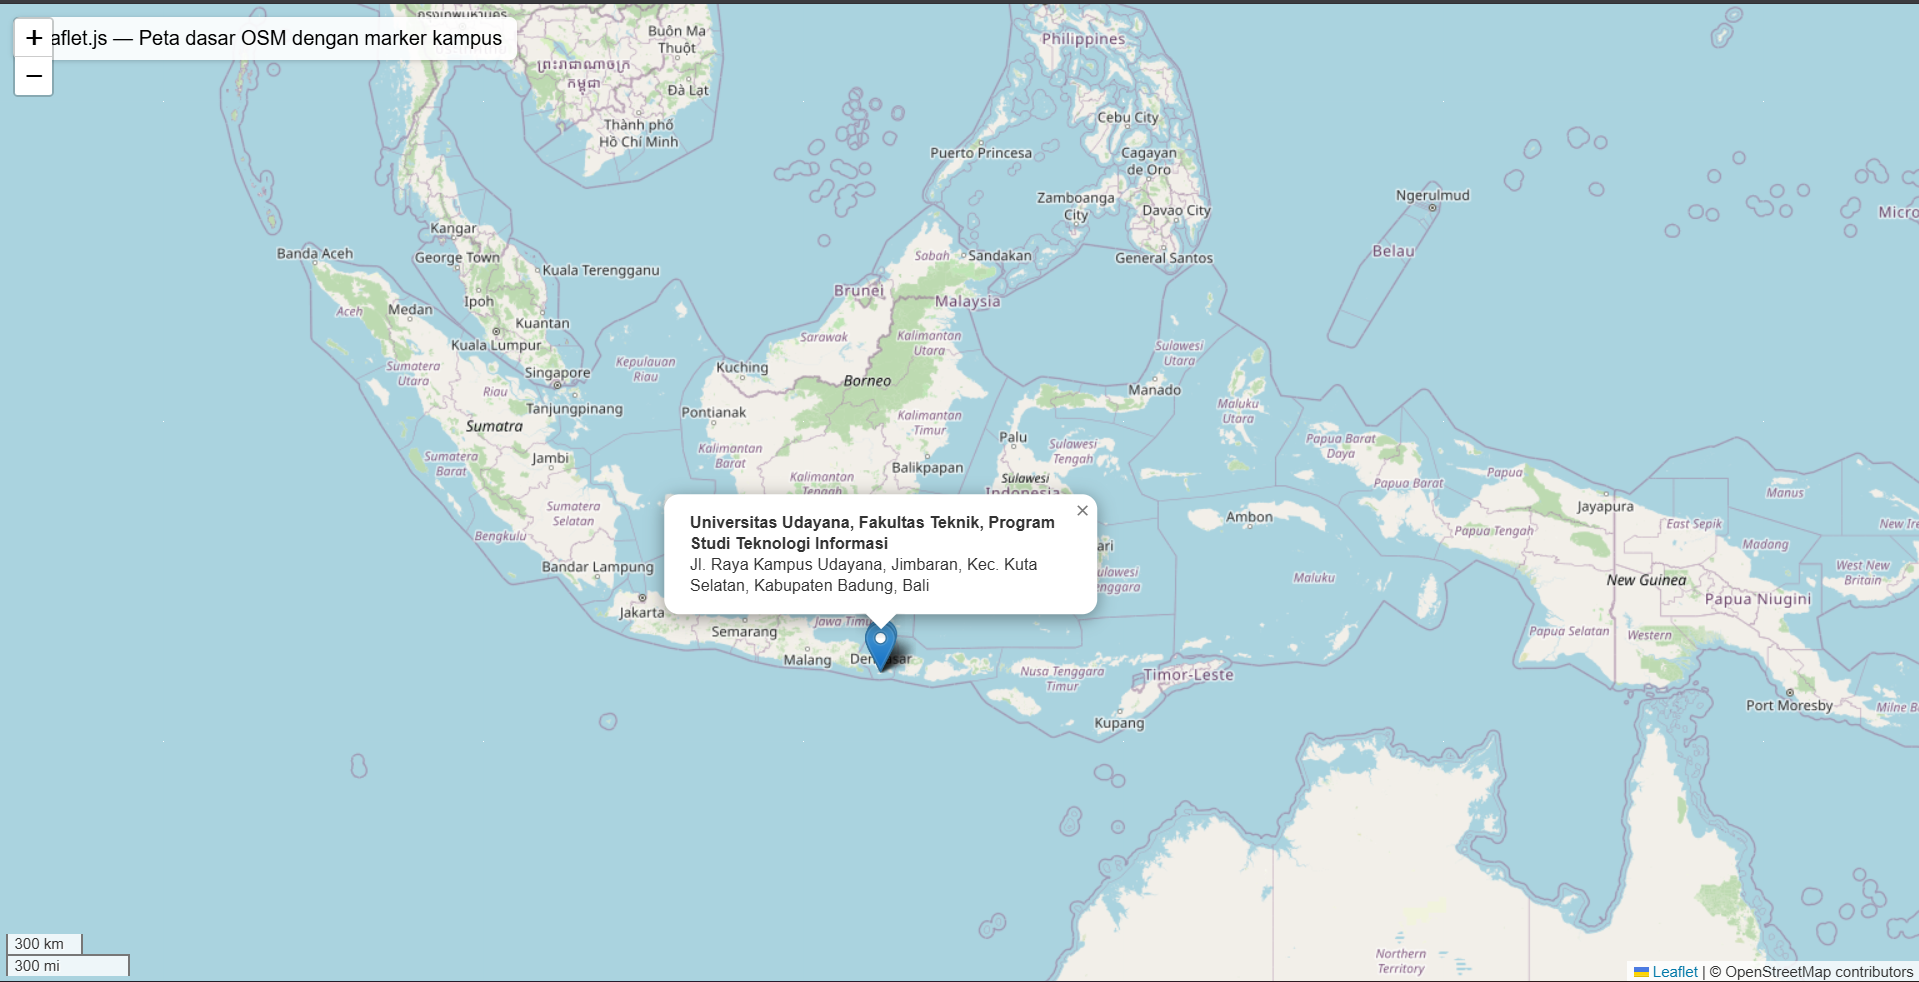 +
aflet.js — Peta dasar OSM dengan marker kampus
−
Buôn Ma
Thuột
ព្រះរាជាណាចក្រ
កម្ពុជា
Đà Lạt
Thành phố
Hồ Chí Minh
Philippines
Cebu City
Puerto Princesa
Cagayan
de Oro
Zamboanga
City
Davao City
General Santos
Ngerulmud
Belau
Micro
Kangar
Banda Aceh
George Town
Kuala Terengganu
Sabah
Sandakan
Brunei
Malaysia
Ipoh
Aceh
Medan
Kuantan
Kuala Lumpur
Sarawak
Kalimantan
Utara
Sulawesi
Utara
Sumatera
Utara
Kepulauan
Riau
Singapore
Kuching
Borneo
Riau
Manado
Tanjungpinang
Pontianak
Kalimantan
Timur
Maluku
Utara
Sumatra
Palu
Papua Barat
Daya
Sumatera
Barat
Jambi
Kalimantan
Barat
Sulawesi
Tengah
Balikpapan
Kalimantan
Tengah
Sulawesi
Indonesia
Papua
Papua Barat
Jayapura
Manus
Sumatera
Selatan
Bengkulu
Ambon
Papua Tengah
East Sepik
New Ire
Madang
Universitas Udayana, Fakultas Teknik, Program
Studi Teknologi Informasi
Jl. Raya Kampus Udayana, Jimbaran, Kec. Kuta
Selatan, Kabupaten Badung, Bali
×
ari
ulawesi
enggara
Bandar Lampung
Maluku
New Guinea
West New
Britain
Papua Niugini
Jakarta
Semarang
Jawa Timu
Malang
Denpasar
Nusa Tenggara
Timur
Timor-Leste
Kupang
Papua Selatan
Western
Port Moresby
Milne B
Northern
Territory
300 km
300 mi
Leaflet | © OpenStreetMap contributors